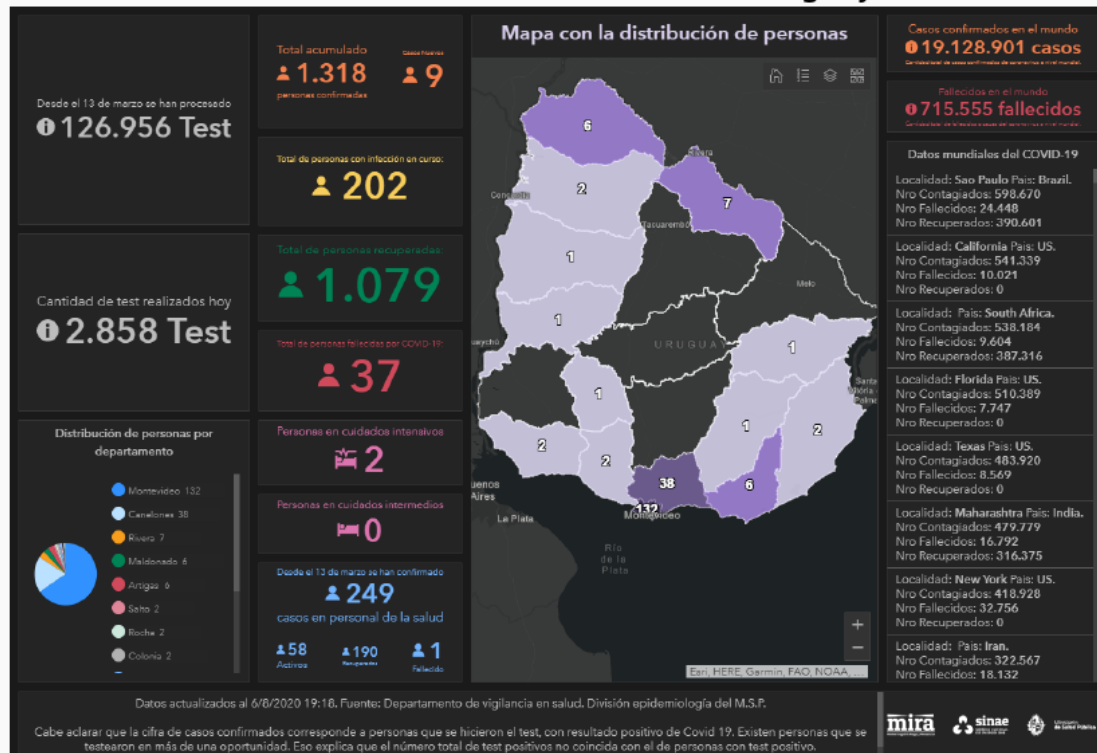 Desde el 13 de marzo se han procesado
126.956 Test
Cantidad de test realizados hoy
2.858 Test
Distribución de personas por
departamento
Montevideo 132
Canelones 38
Rivera 7
Maldonado 6
Artigas 6
Salto 2
Rocha 2
Colonia 2
Total acumulado
1.318
personas confirmadas
Casos Nuevos
9
Total de personas con infección en curso:
202
Total de personas recuperadas:
1.079
Total de personas fallecidas por COVID-19:
37
Personas en cuidados intensivos
2
Personas en cuidados intermedios
0
Desde el 13 de marzo se han confirmado
249
casos en personal de la salud
58
Activos
190
Recuperados
1
Fallecido
Mapa con la distribución de personas
6
Rivera
2
7
Tacuarembó
1
Melo
1
URUGUAY
1
1
1
2
2
2
38
6
132
Montevideo
Buenos
Aires
La Plata
Río
de la
Plata
+
−
Esri, HERE, Garmin, FAO, NOAA, ...
Casos confirmados en el mundo
19.128.901 casos
Fallecidos en el mundo
715.555 fallecidos
Datos mundiales del COVID-19
Localidad: Sao Paulo Pais: Brazil.
Nro Contagiados: 598.670
Nro Fallecidos: 24.448
Nro Recuperados: 390.601
Localidad: California Pais: US.
Nro Contagiados: 541.339
Nro Fallecidos: 10.021
Nro Recuperados: 0
Localidad: Pais: South Africa.
Nro Contagiados: 538.184
Nro Fallecidos: 9.604
Nro Recuperados: 387.316
Localidad: Florida Pais: US.
Nro Contagiados: 510.389
Nro Fallecidos: 7.747
Nro Recuperados: 0
Localidad: Texas Pais: US.
Nro Contagiados: 483.920
Nro Fallecidos: 8.569
Nro Recuperados: 0
Localidad: Maharashtra Pais: India.
Nro Contagiados: 479.779
Nro Fallecidos: 16.792
Nro Recuperados: 316.375
Localidad: New York Pais: US.
Nro Contagiados: 418.928
Nro Fallecidos: 32.756
Nro Recuperados: 0
Localidad: Pais: Iran.
Nro Contagiados: 322.567
Nro Fallecidos: 18.132
Datos actualizados al 6/8/2020 19:18. Fuente: Departamento de vigilancia en salud. División epidemiología del M.S.P.
Cabe aclarar que la cifra de casos confirmados corresponde a personas que se hicieron el test, con resultado positivo de Covid 19. Existen personas que se
testearon en más de una oportunidad. Eso explica que el número total de test positivos no coincida con el de personas con test positivo.
mira
sinae
Ministerio
de Salud Pública